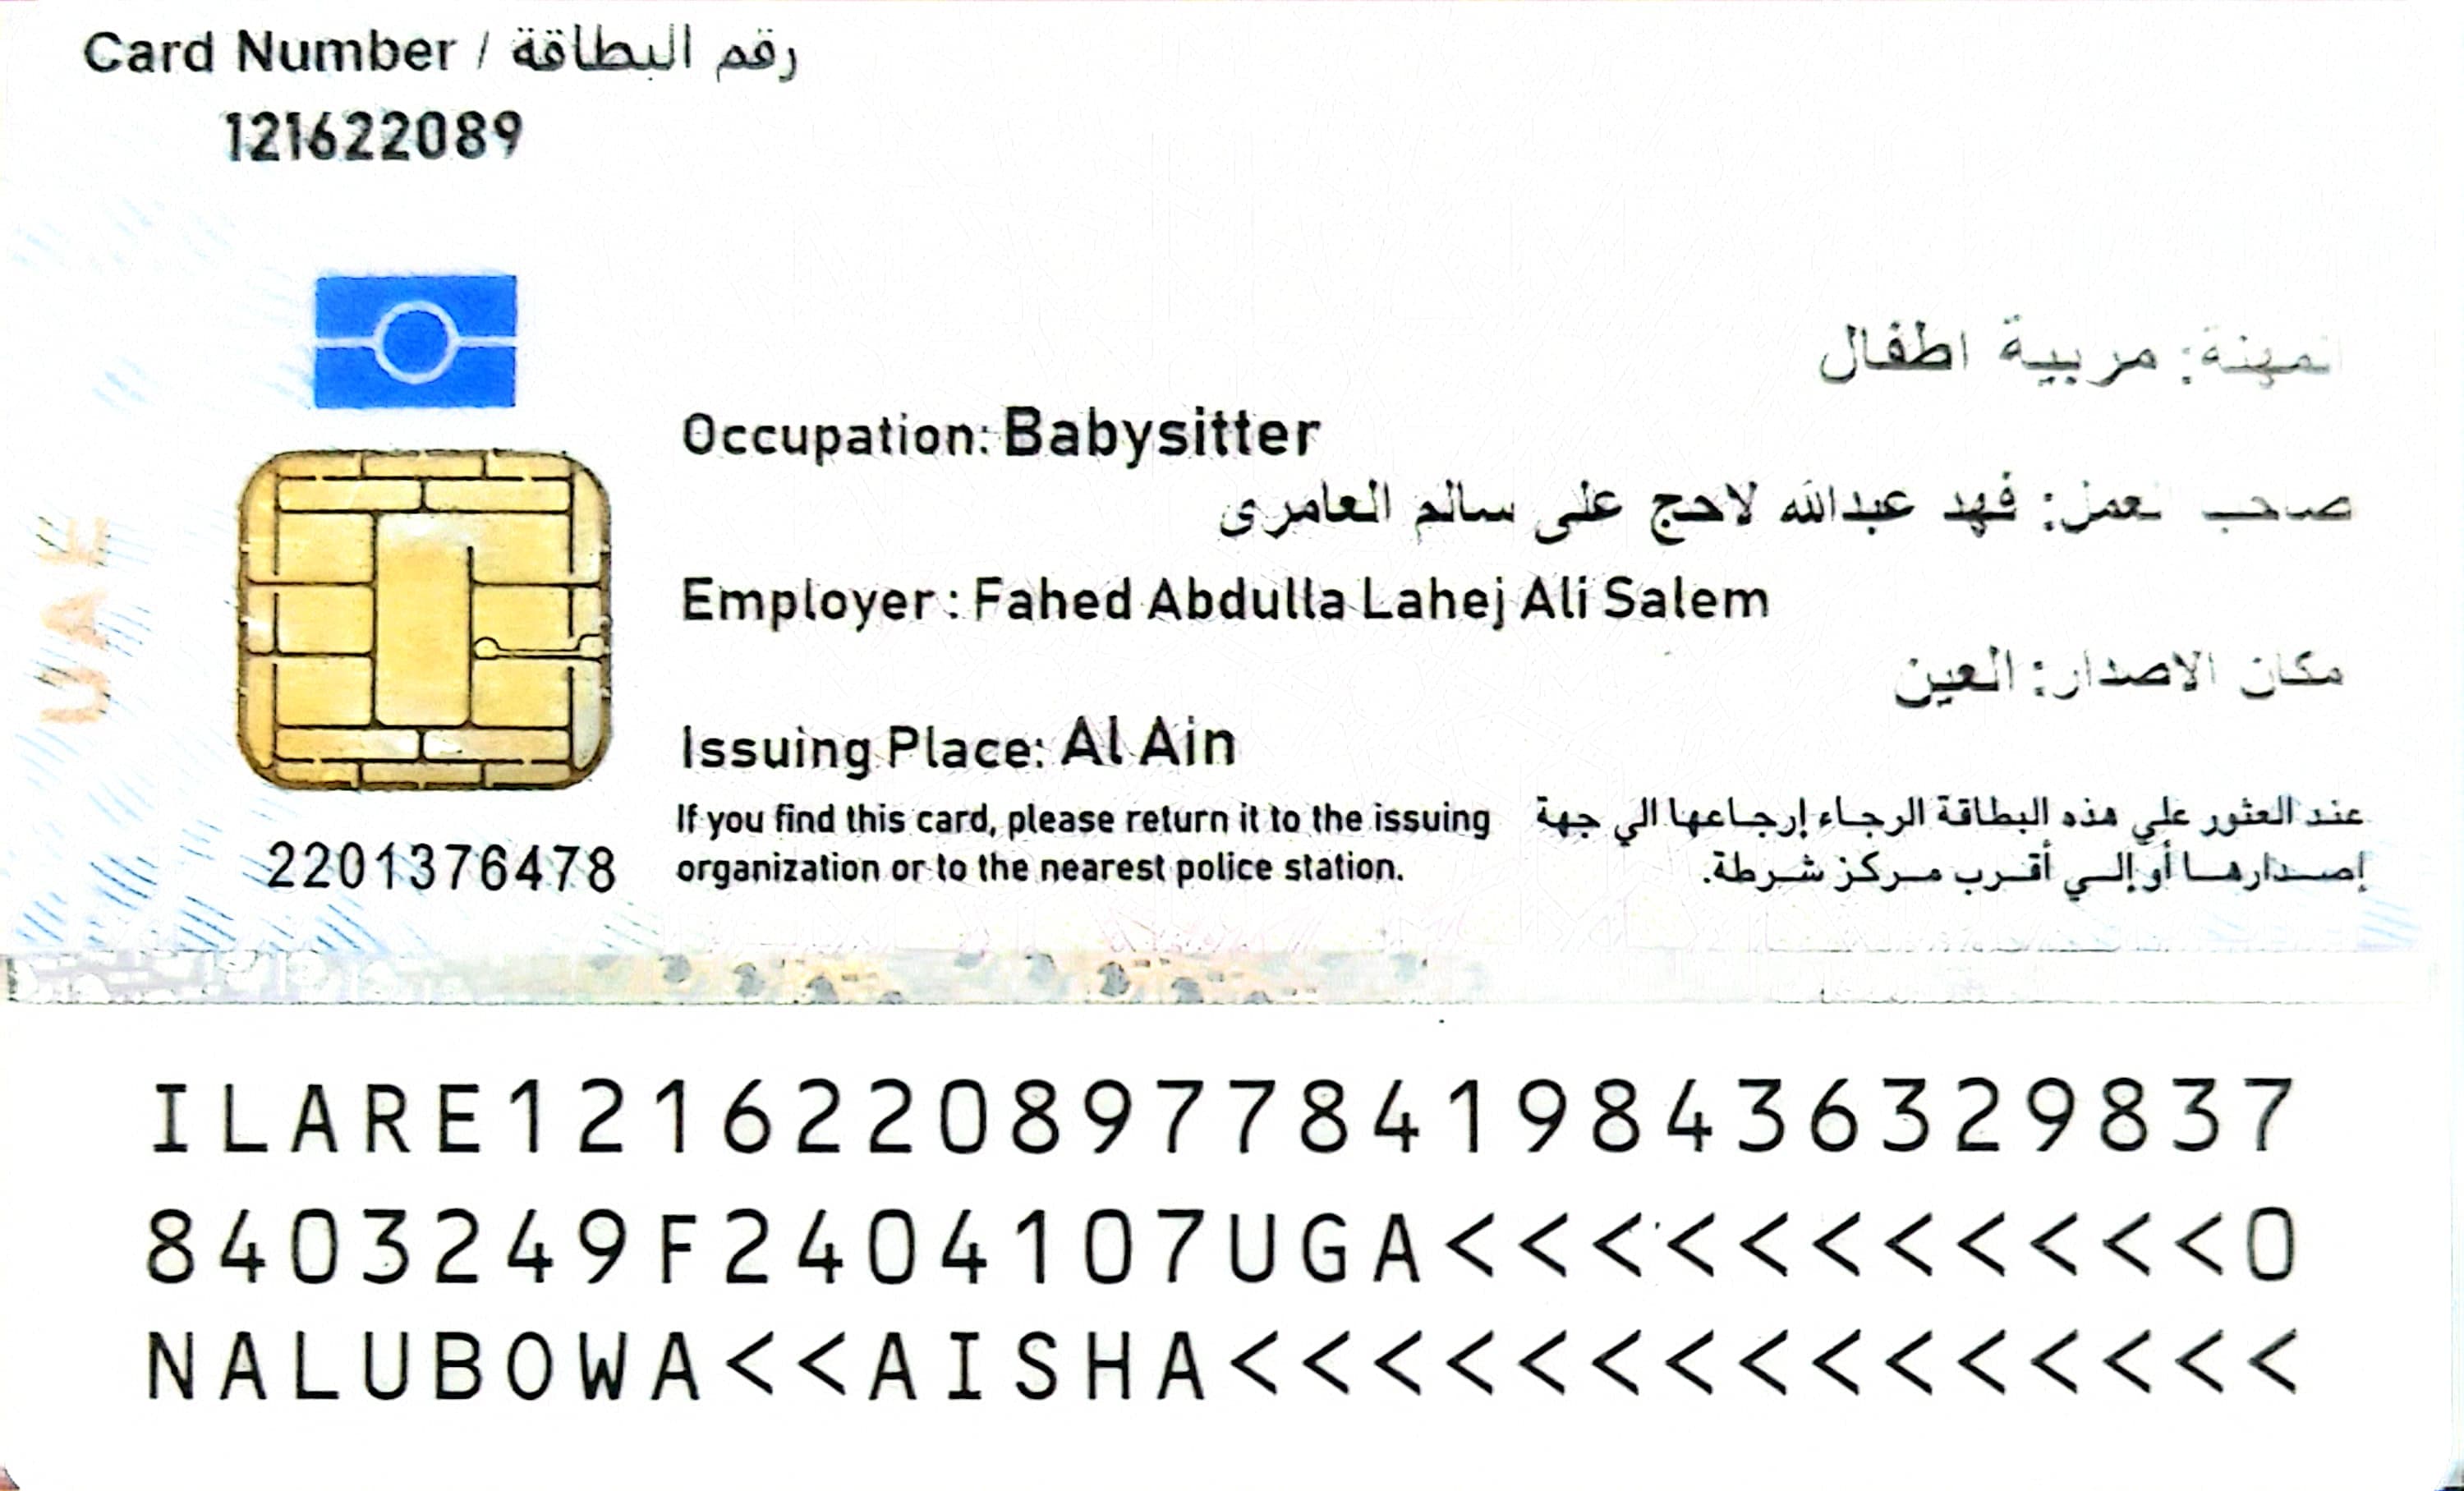 Card Number / رقم البطاقة
121622089
المهنة: مربية اطفال
Occupation: Babysitter
صاحب العمل: فهد عبدالله لاحج على سالم العامرى
Employer : Fahed Abdulla Lahej Ali Salem
مكان الاصدار: العين
Issuing Place: Al Ain
If you find this card, please return it to the issuing
organization or to the nearest police station.
عند العثور علي هذه البطاقة الرجاء إرجاعها الي جهة
إصدارها أو إلي أقرب مركز شرطة.
UAE
2201376478
ILARE1216220897784198436329837
8403249F2404107UGA<<<<<<<<<<<0
NALUBOWA<<AISHA<<<<<<<<<<<<<<<